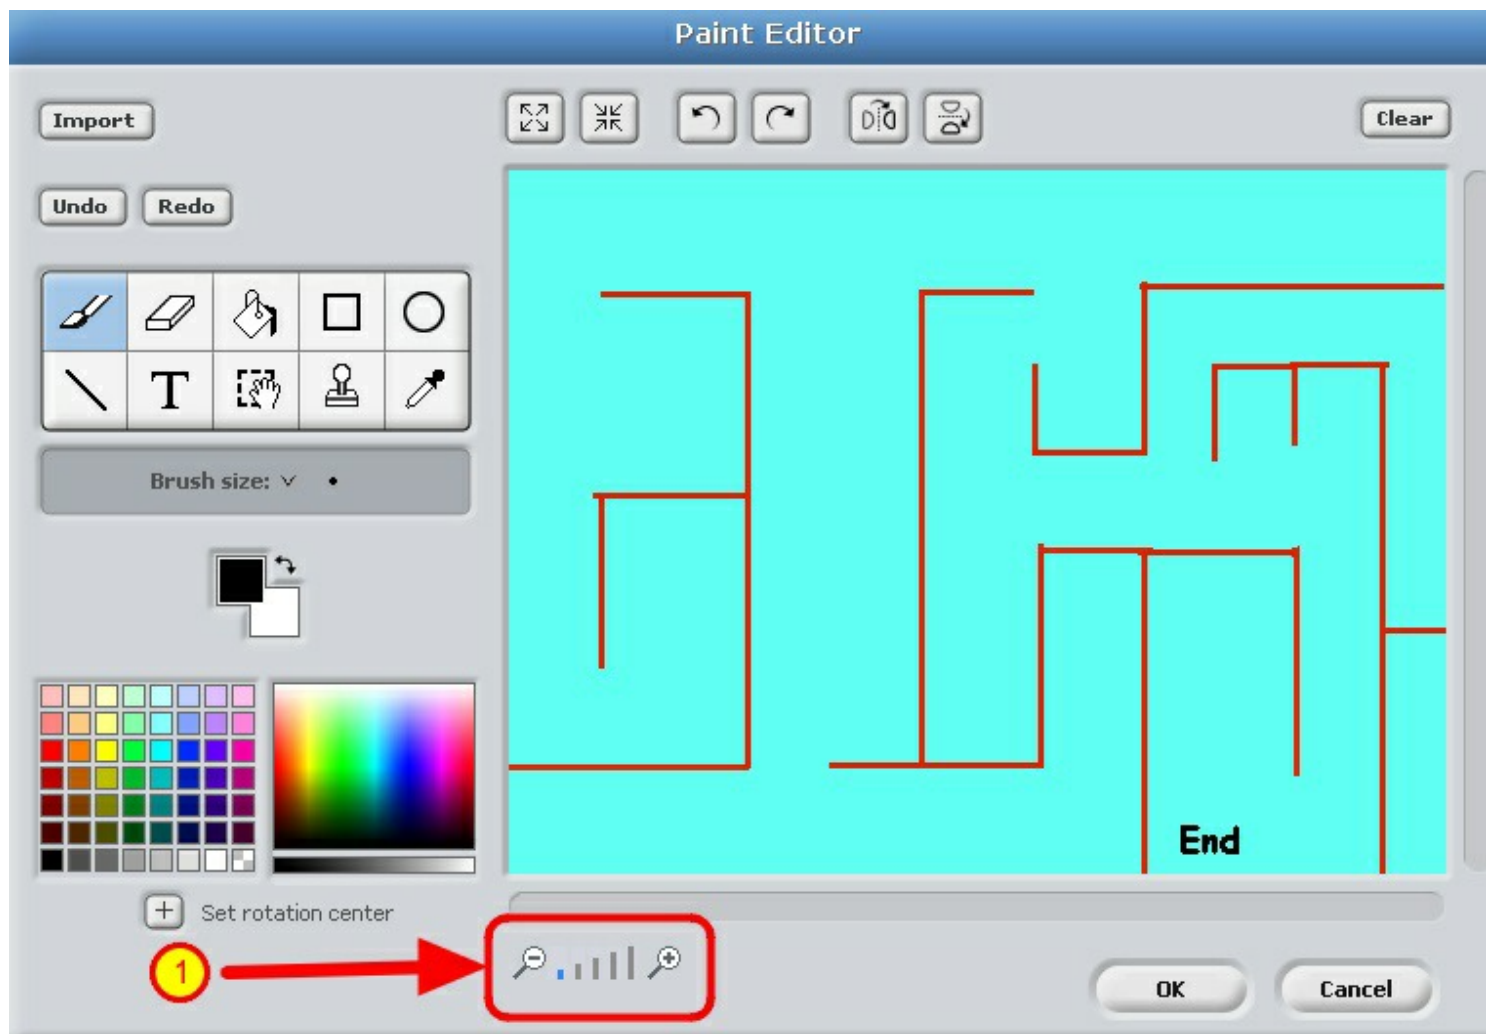 Paint Editor
Import
Clear
Undo Redo
T
Brush size:
End
Set rotation center
1
OK Cancel